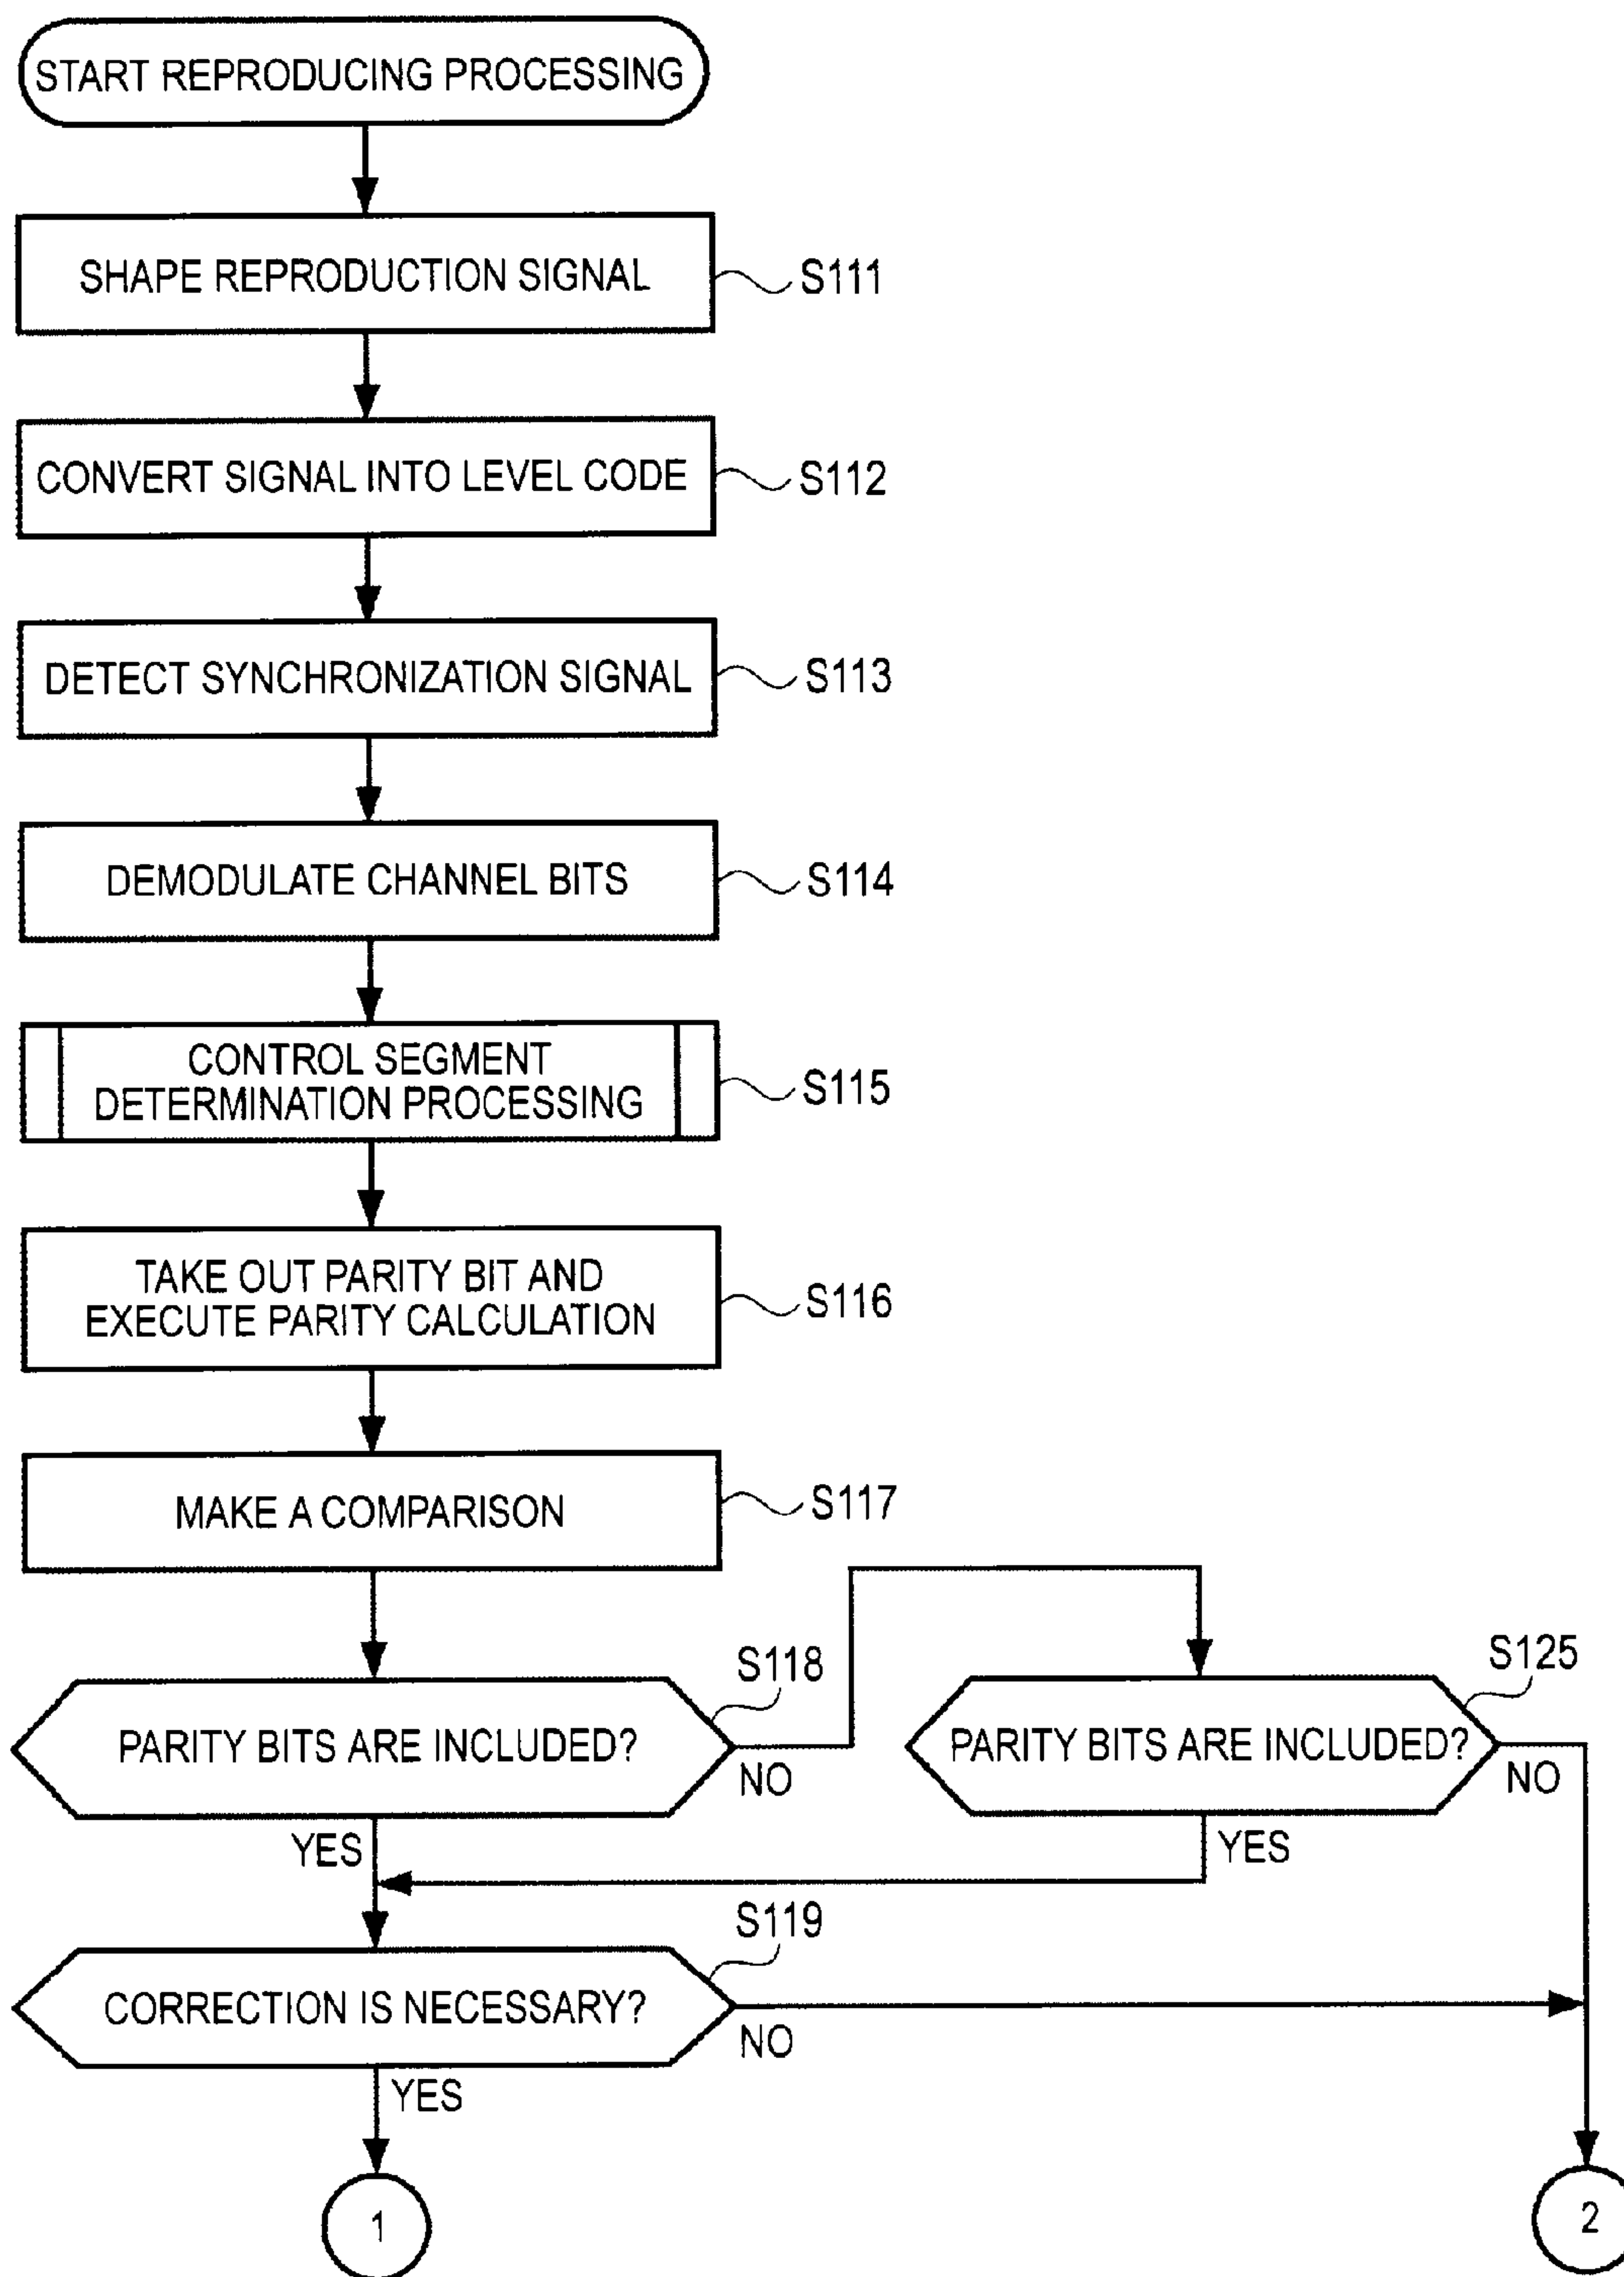 START REPRODUCING PROCESSING
SHAPE REPRODUCTION SIGNAL
S111
CONVERT SIGNAL INTO LEVEL CODE
S112
DETECT SYNCHRONIZATION SIGNAL
S113
DEMODULATE CHANNEL BITS
S114
CONTROL SEGMENT
DETERMINATION PROCESSING
S115
TAKE OUT PARITY BIT AND
EXECUTE PARITY CALCULATION
S116
MAKE A COMPARISON
S117
S118
PARITY BITS ARE INCLUDED?
NO
YES
S125
PARITY BITS ARE INCLUDED?
NO
YES
S119
CORRECTION IS NECESSARY?
NO
YES
1
2